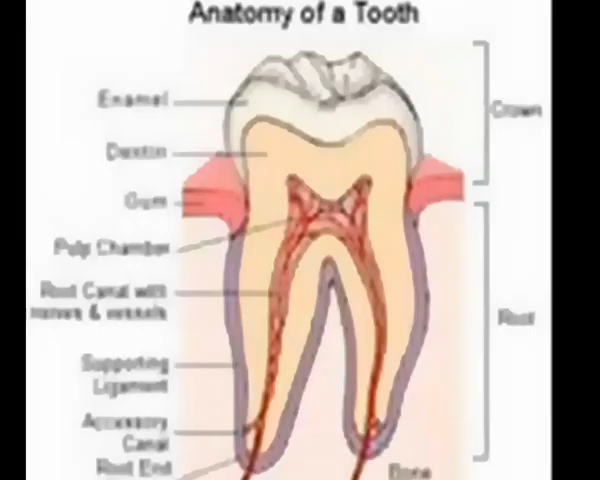 Anatomy of a Tooth
Enamel
Crown
Dentin
Gum
Pulp Chamber
Root Canal with
nerves & vessels
Root
Supporting
Ligament
Accessory
Canal
Root End
Bone